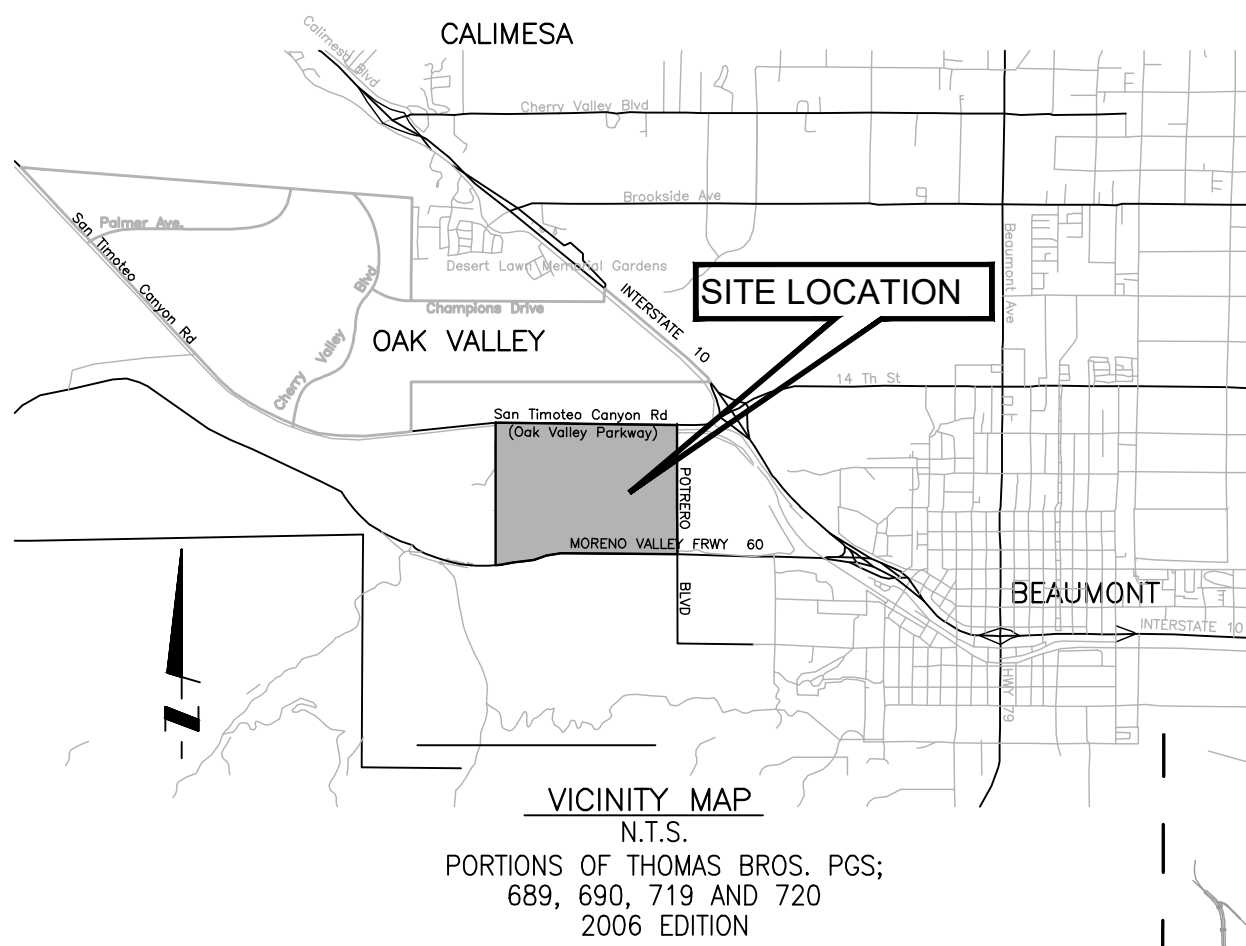 CALIMESA
Calimesa Blvd
Cherry Valley Blvd
Brookside Ave
Palmer Ave.
San Timoteo Canyon Rd
Beaumont Ave
Desert Lawn Memorial Gardens
SITE LOCATION
Cherry Valley Blvd
Champions Drive
INTERSTATE 10
OAK VALLEY
14 Th St
San Timoteo Canyon Rd
(Oak Valley Parkway)
POTRERO BLVD
MORENO VALLEY FRWY 60
BEAUMONT
INTERSTATE 10
HWY 79
N
VICINITY MAP
N.T.S.
PORTIONS OF THOMAS BROS. PGS;
689, 690, 719 AND 720
2006 EDITION